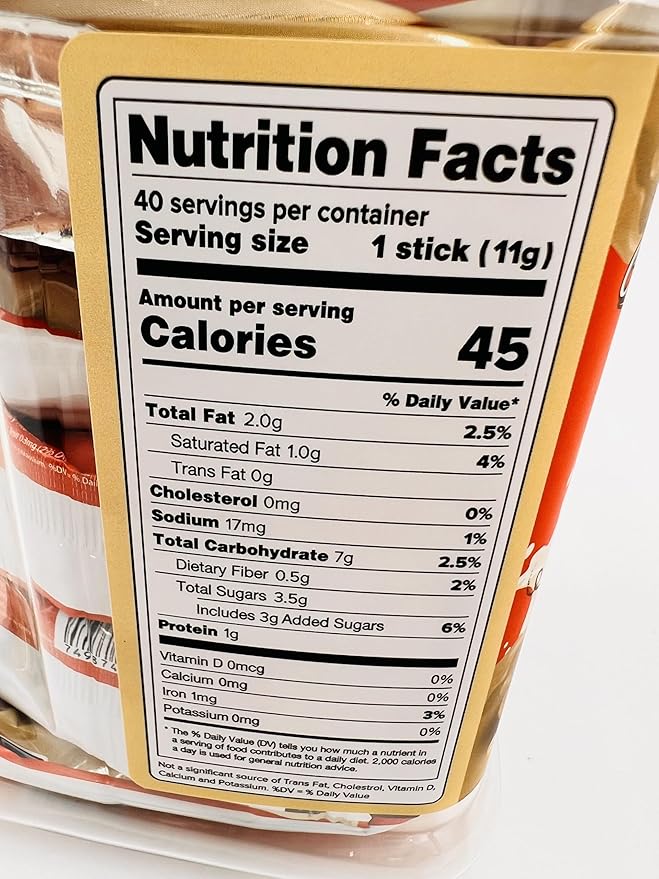 Nutrition Facts
40 servings per container
Serving size 1 stick (11g)
Amount per serving
Calories 45
% Daily Value*
Total Fat 2.0g 2.5%
Saturated Fat 1.0g 4%
Trans Fat 0g
Cholesterol 0mg 0%
Sodium 17mg 1%
Total Carbohydrate 7g 2.5%
Dietary Fiber 0.5g 2%
Total Sugars 3.5g
Includes 3g Added Sugars 6%
Protein 1g
Vitamin D 0mcg 0%
Calcium 0mg 0%
Iron 1mg 3%
Potassium 0mg 0%
* The % Daily Value (DV) tells you how much a nutrient in
a serving of food contributes to a daily diet. 2,000 calories
a day is used for general nutrition advice.
Not a significant source of Trans Fat, Cholestrol, Vitamin D,
Calcium and Potassium. %DV = % Daily Value
749374